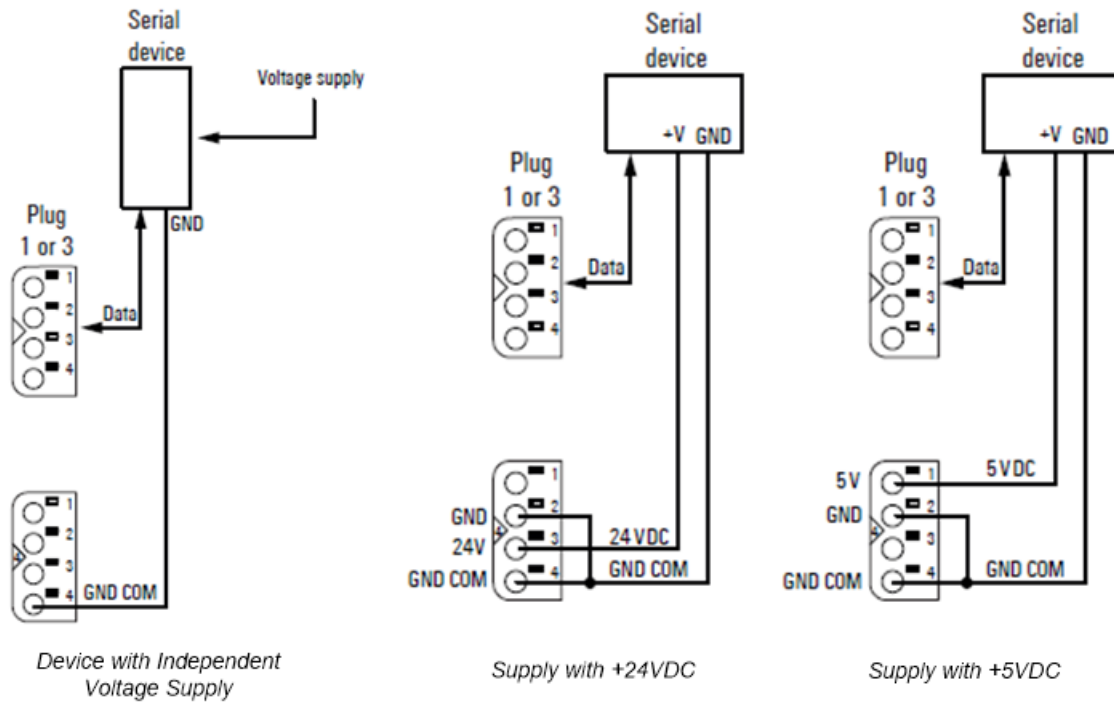 Serial
device
Voltage supply
GND
Plug
1 or 3
1
2
3
4
Data
1
2
3
4
4
GND COM
Device with Independent
Voltage Supply
Serial
device
+V GND
Plug
1 or 3
1
2
3
4
Data
1
GND
2
24V
3
24 VDC
4
GND COM
4
GND COM
Supply with +24VDC
Serial
device
+V GND
Plug
1 or 3
1
2
3
4
Data
5V
1
5 VDC
GND
2
4
3
GND COM
4
GND COM
Supply with +5VDC